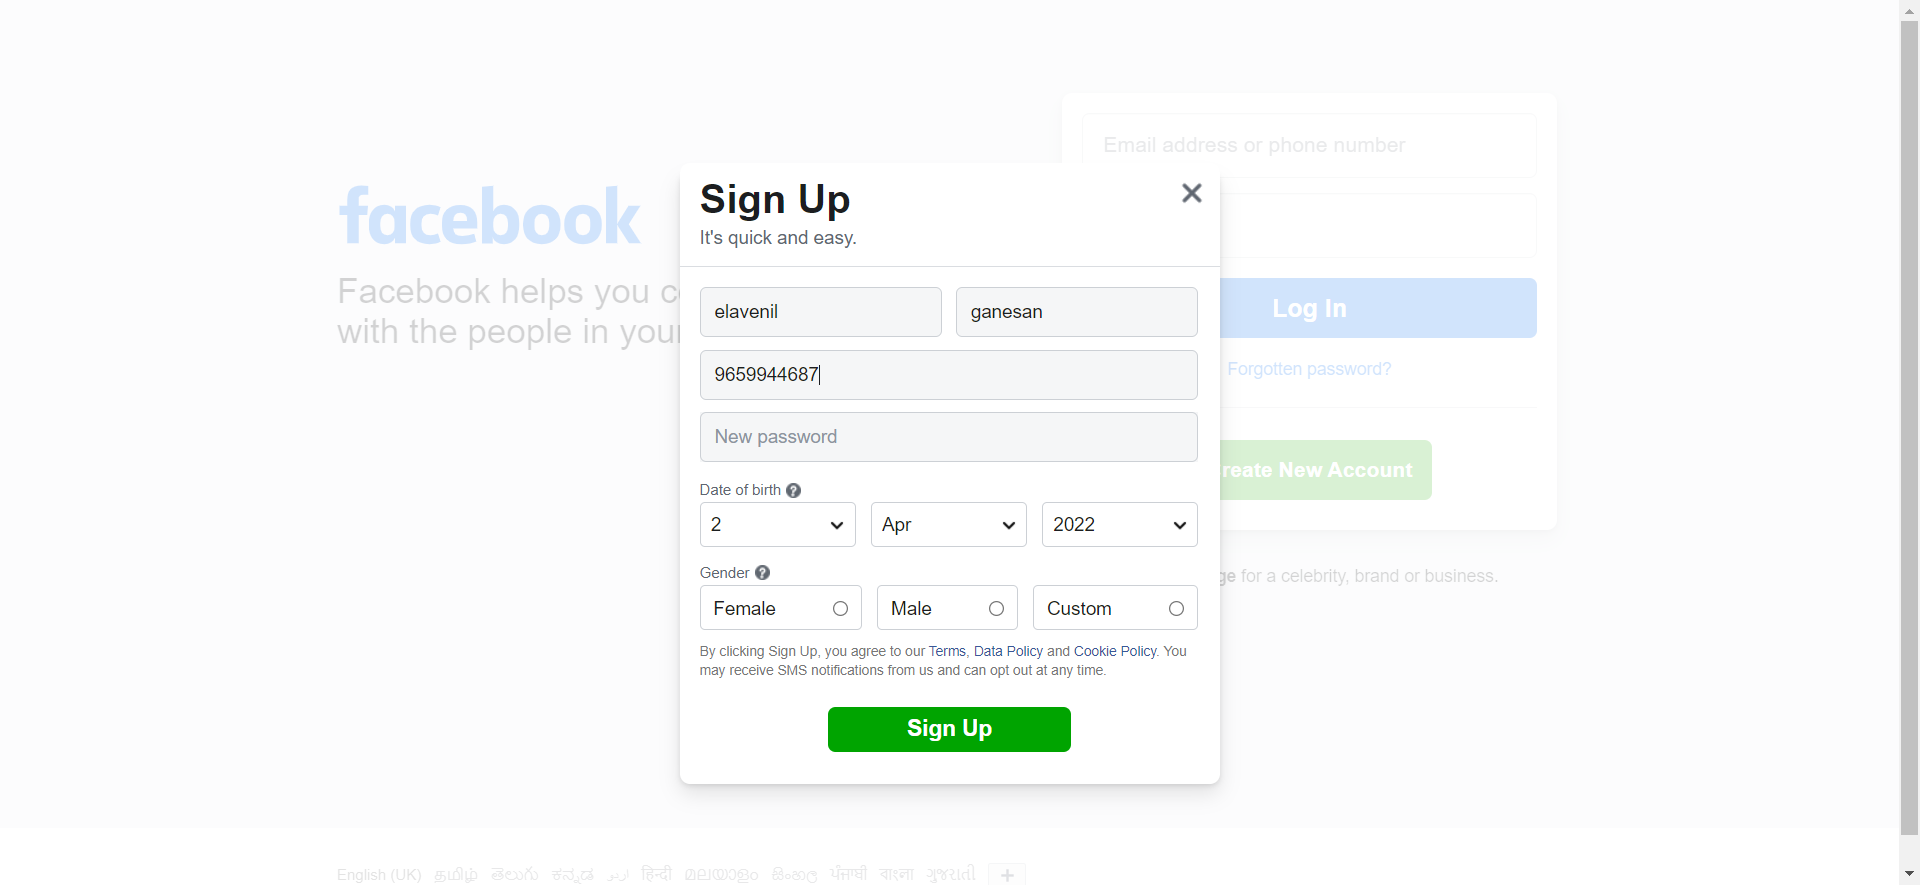 facebook
Facebook helps you c
with the people in your
Sign Up
It's quick and easy.
elavenil
ganesan
9659944687
New password
Date of birth
2
Apr
2022
Gender
Female
Male
Custom
By clicking Sign Up, you agree to our Terms, Data Policy and Cookie Policy. You
may receive SMS notifications from us and can opt out at any time.
Sign Up
Email address or phone number
Log In
Forgotten password?
reate New Account
ge for a celebrity, brand or business.
English (UK) தமிழ் తెలుగు ಕನ್ನಡ اردو हिन्दी മലയാളം සිංහල ਪੰਜਾਬੀ বাংলা ગુજરાતી +